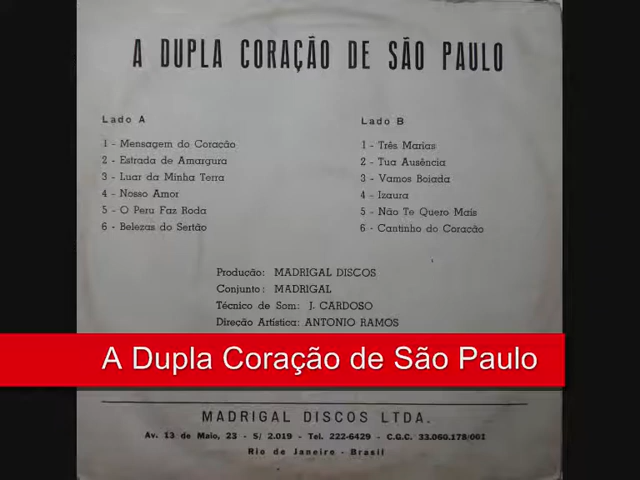 A DUPLA CORAÇÃO DE SÃO PAULO
Lado A
1 - Mensagem do Coração
2 - Estrada de Amargura
3 - Luar da Minha Terra
4 - Nosso Amor
5 - O Peru Faz Roda
6 - Belezas do Sertão
Lado B
1 - Três Marias
2 - Tua Ausência
3 - Vamos Boiada
4 - Izaura
5 - Não Te Quero Mais
6 - Cantinho do Coração
Produção: MADRIGAL DISCOS
Conjunto: MADRIGAL
Técnico de Som: J. CARDOSO
Direção Artística: ANTONIO RAMOS
A Dupla Coração de São Paulo
MADRIGAL DISCOS LTDA.
Av. 13 de Maio, 23 - S/ 2.019 - Tel. 222-6429 - C.G.C. 33.060.178/001
Rio de Janeiro - Brasil